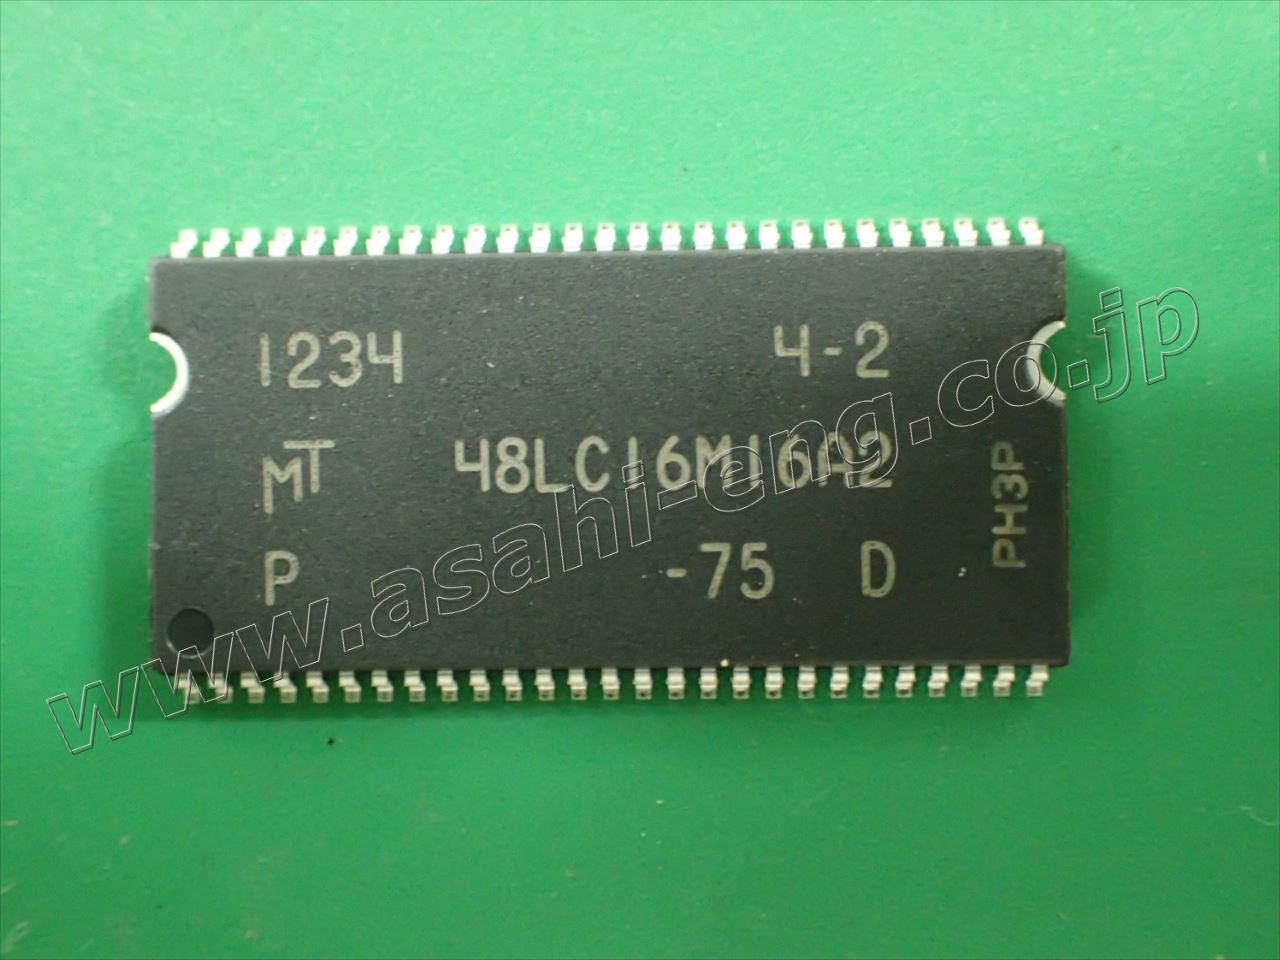 1234 4-2
MT 48LC16M16A2
P -75 D
PH3P
www.asahi-eng.co.jp